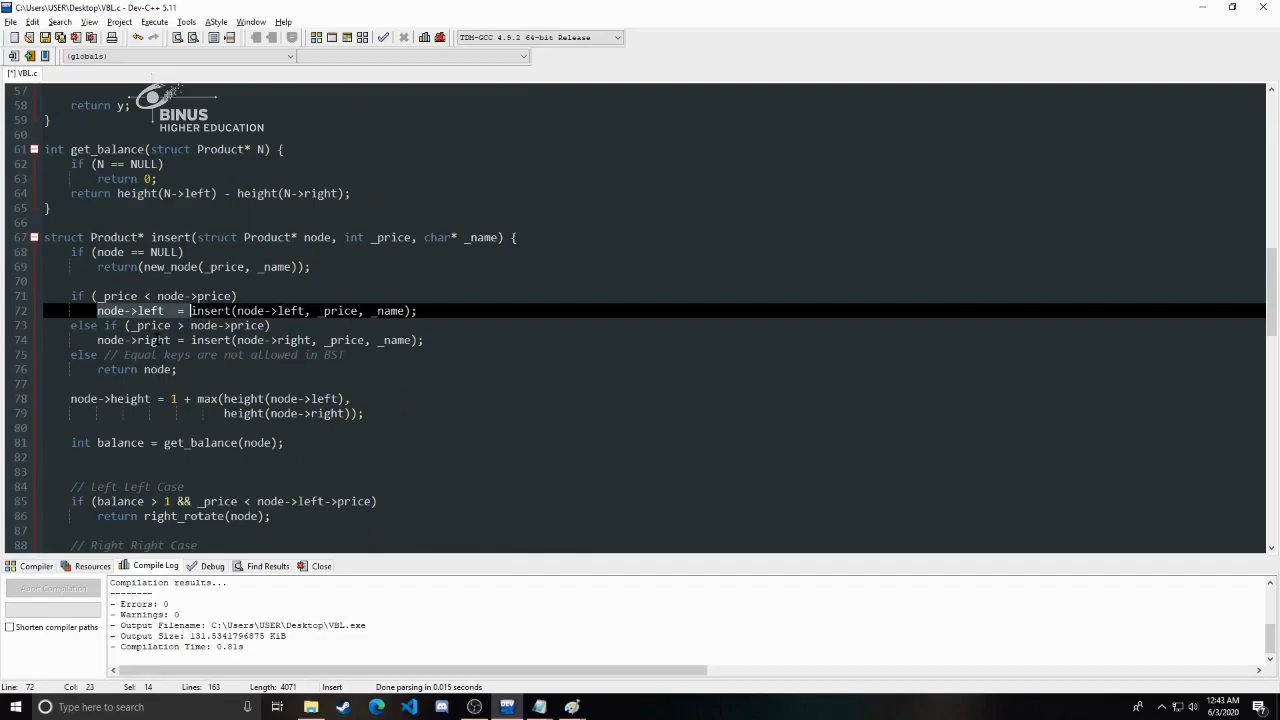 C:\Users\USER\Desktop\VBL.c - Dev-C++ 5.11
File Edit Search View Project Execute Tools AStyle Window Help
TDM-GCC 4.9.2 64-bit Release
(globals)
[*] VBL.c
57
58 return y;
59 }
BINUS
HIGHER EDUCATION
60
61 int get_balance(struct Product* N) {
62 if (N == NULL)
63 return 0;
64 return height(N->left) - height(N->right);
65 }
66
67 struct Product* insert(struct Product* node, int _price, char* _name) {
68 if (node == NULL)
69 return(new_node(_price, _name));
70
71 if (_price < node->price)
72 node->left  = insert(node->left, _price, _name);
73 else if (_price > node->price)
74 node->right = insert(node->right, _price, _name);
75 else // Equal keys are not allowed in BST
76 return node;
77
78 node->height = 1 + max(height(node->left),
79 height(node->right));
80
81 int balance = get_balance(node);
82
83
84 // Left Left Case
85 if (balance > 1 && _price < node->left->price)
86 return right_rotate(node);
87
88 // Right Right Case
Compiler Resources Compile Log Debug Find Results Close
Abort Compilation
Shorten compiler paths
Compilation results...
--------
- Errors: 0
- Warnings: 0
- Output Filename: C:\Users\USER\Desktop\VBL.exe
- Output Size: 131.5341796875 KiB
- Compilation Time: 0.81s
Line: 72 Col: 23 Sel: 14 Lines: 163 Length: 4071 Insert Done parsing in 0.015 seconds
Type here to search
DEV
12:43 AM
6/3/2020